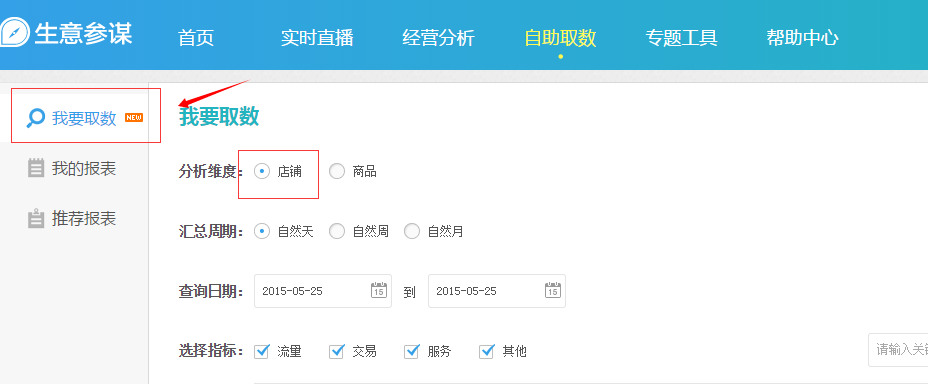 生意参谋 首页 实时直播 经营分析 自助取数 专题工具 帮助中心
我要取数 NEW
我的报表
推荐报表
我要取数
分析维度: 店铺 商品
汇总周期: 自然天 自然周 自然月
查询日期: 2015-05-25 15 到 2015-05-25 15
选择指标: 流量 交易 服务 其他 请输入关